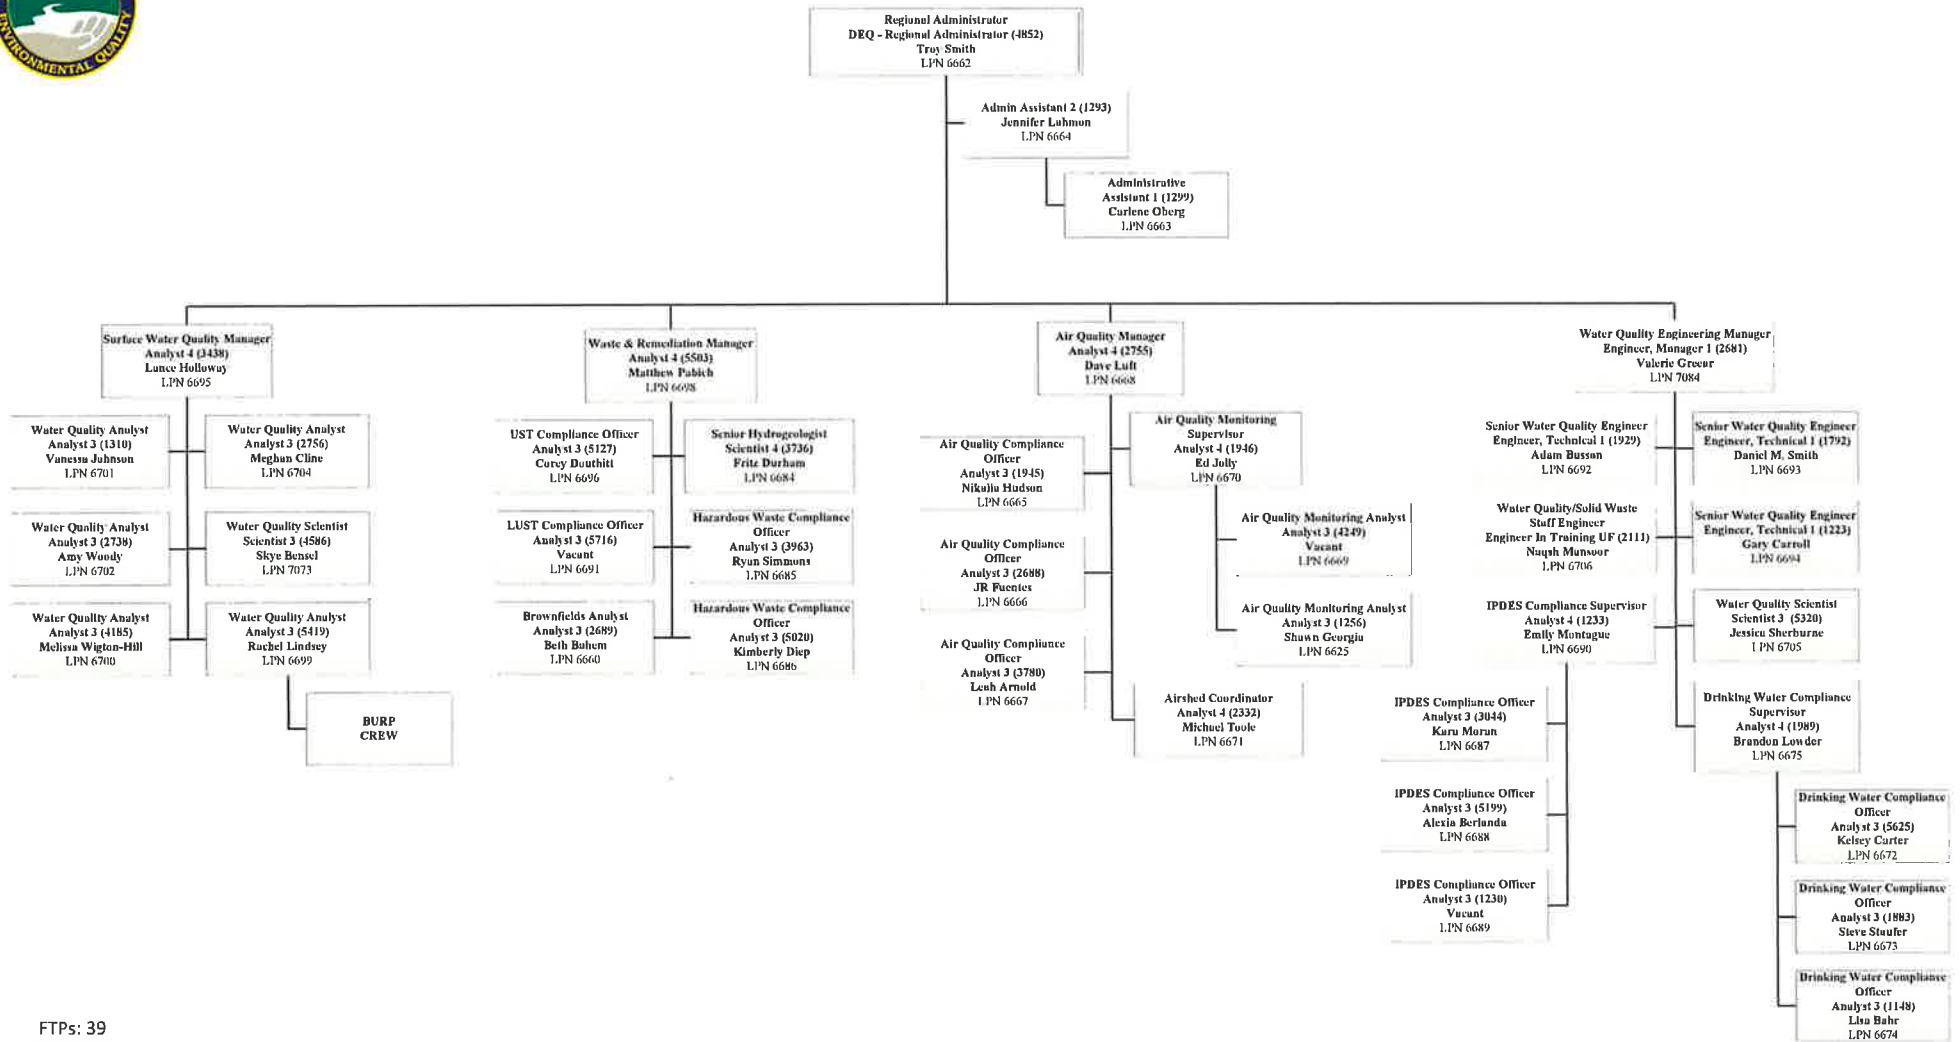 ENVIRONMENTAL QUALITY
Regional Administrator
DEQ - Regional Administrator (4852)
Troy Smith
LPN 6662
Admin Assistant 2 (1293)
Jennifer Lahmon
LPN 6664
Administrative
Assistant 1 (1299)
Carlene Oberg
LPN 6663
Surface Water Quality Manager
Analyst 4 (3438)
Lance Holloway
LPN 6695
Water Quality Analyst
Analyst 3 (1310)
Vanessa Johnson
LPN 6701
Water Quality Analyst
Analyst 3 (2756)
Meghan Cline
LPN 6704
Water Quality Analyst
Analyst 3 (2738)
Amy Woody
LPN 6702
Water Quality Scientist
Scientist 3 (4586)
Skye Bensel
LPN 7073
Water Quality Analyst
Analyst 3 (4185)
Melissa Wigton-Hill
LPN 6700
Water Quality Analyst
Analyst 3 (5419)
Rachel Lindsey
LPN 6699
BURP
CREW
Waste & Remediation Manager
Analyst 4 (5503)
Matthew Pabich
LPN 6698
UST Compliance Officer
Analyst 3 (5127)
Corey Douthitt
LPN 6696
Senior Hydrogeologist
Scientist 4 (3736)
Fritz Durham
LPN 6684
LUST Compliance Officer
Analyst 3 (5716)
Vacant
LPN 6691
Hazardous Waste Compliance
Officer
Analyst 3 (3963)
Ryan Simmons
LPN 6685
Brownfields Analyst
Analyst 3 (2689)
Beth Bahem
LPN 6660
Hazardous Waste Compliance
Officer
Analyst 3 (5020)
Kimberly Diep
LPN 6686
Air Quality Manager
Analyst 4 (2755)
Dave Luft
LPN 6668
Air Quality Compliance
Officer
Analyst 3 (1945)
Nikalia Hudson
LPN 6665
Air Quality Monitoring
Supervisor
Analyst 4 (1946)
Ed Jolly
LPN 6670
Air Quality Monitoring Analyst
Analyst 3 (4249)
Vacant
LPN 6669
Air Quality Compliance
Officer
Analyst 3 (2688)
JR Fuentes
LPN 6666
Air Quality Monitoring Analyst
Analyst 3 (1256)
Shawn Georgia
LPN 6625
Air Quality Compliance
Officer
Analyst 3 (3780)
Leah Arnold
LPN 6667
Airshed Coordinator
Analyst 4 (2332)
Michael Toole
LPN 6671
Water Quality Engineering Manager
Engineer, Manager 1 (2681)
Valerie Greear
LPN 7084
Senior Water Quality Engineer
Engineer, Technical 1 (1929)
Adam Bussan
LPN 6692
Senior Water Quality Engineer
Engineer, Technical 1 (1792)
Daniel M. Smith
LPN 6693
Water Quality/Solid Waste
Staff Engineer
Engineer In Training UF (2111)
Naqsh Mansoor
LPN 6706
Senior Water Quality Engineer
Engineer, Technical 1 (1223)
Gary Carroll
LPN 6694
IPDES Compliance Supervisor
Analyst 4 (1233)
Emily Montague
LPN 6690
Water Quality Scientist
Scientist 3 (5320)
Jessica Sherburne
LPN 6705
IPDES Compliance Officer
Analyst 3 (3044)
Kara Moran
LPN 6687
Drinking Water Compliance
Supervisor
Analyst 4 (1989)
Brandon Lowder
LPN 6675
IPDES Compliance Officer
Analyst 3 (5199)
Alexia Berlanda
LPN 6688
Drinking Water Compliance
Officer
Analyst 3 (5625)
Kelsey Carter
LPN 6672
IPDES Compliance Officer
Analyst 3 (1230)
Vacant
LPN 6689
Drinking Water Compliance
Officer
Analyst 3 (1883)
Steve Staufer
LPN 6673
Drinking Water Compliance
Officer
Analyst 3 (1148)
Lisa Bahr
LPN 6674
FTPs: 39